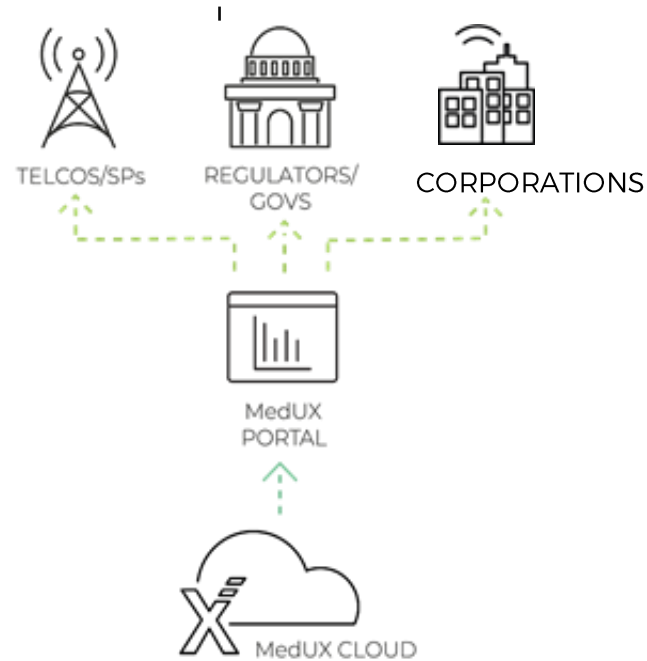 TELCOS/SPs
REGULATORS/
GOVS
CORPORATIONS
MedUX
PORTAL
X
MedUX CLOUD